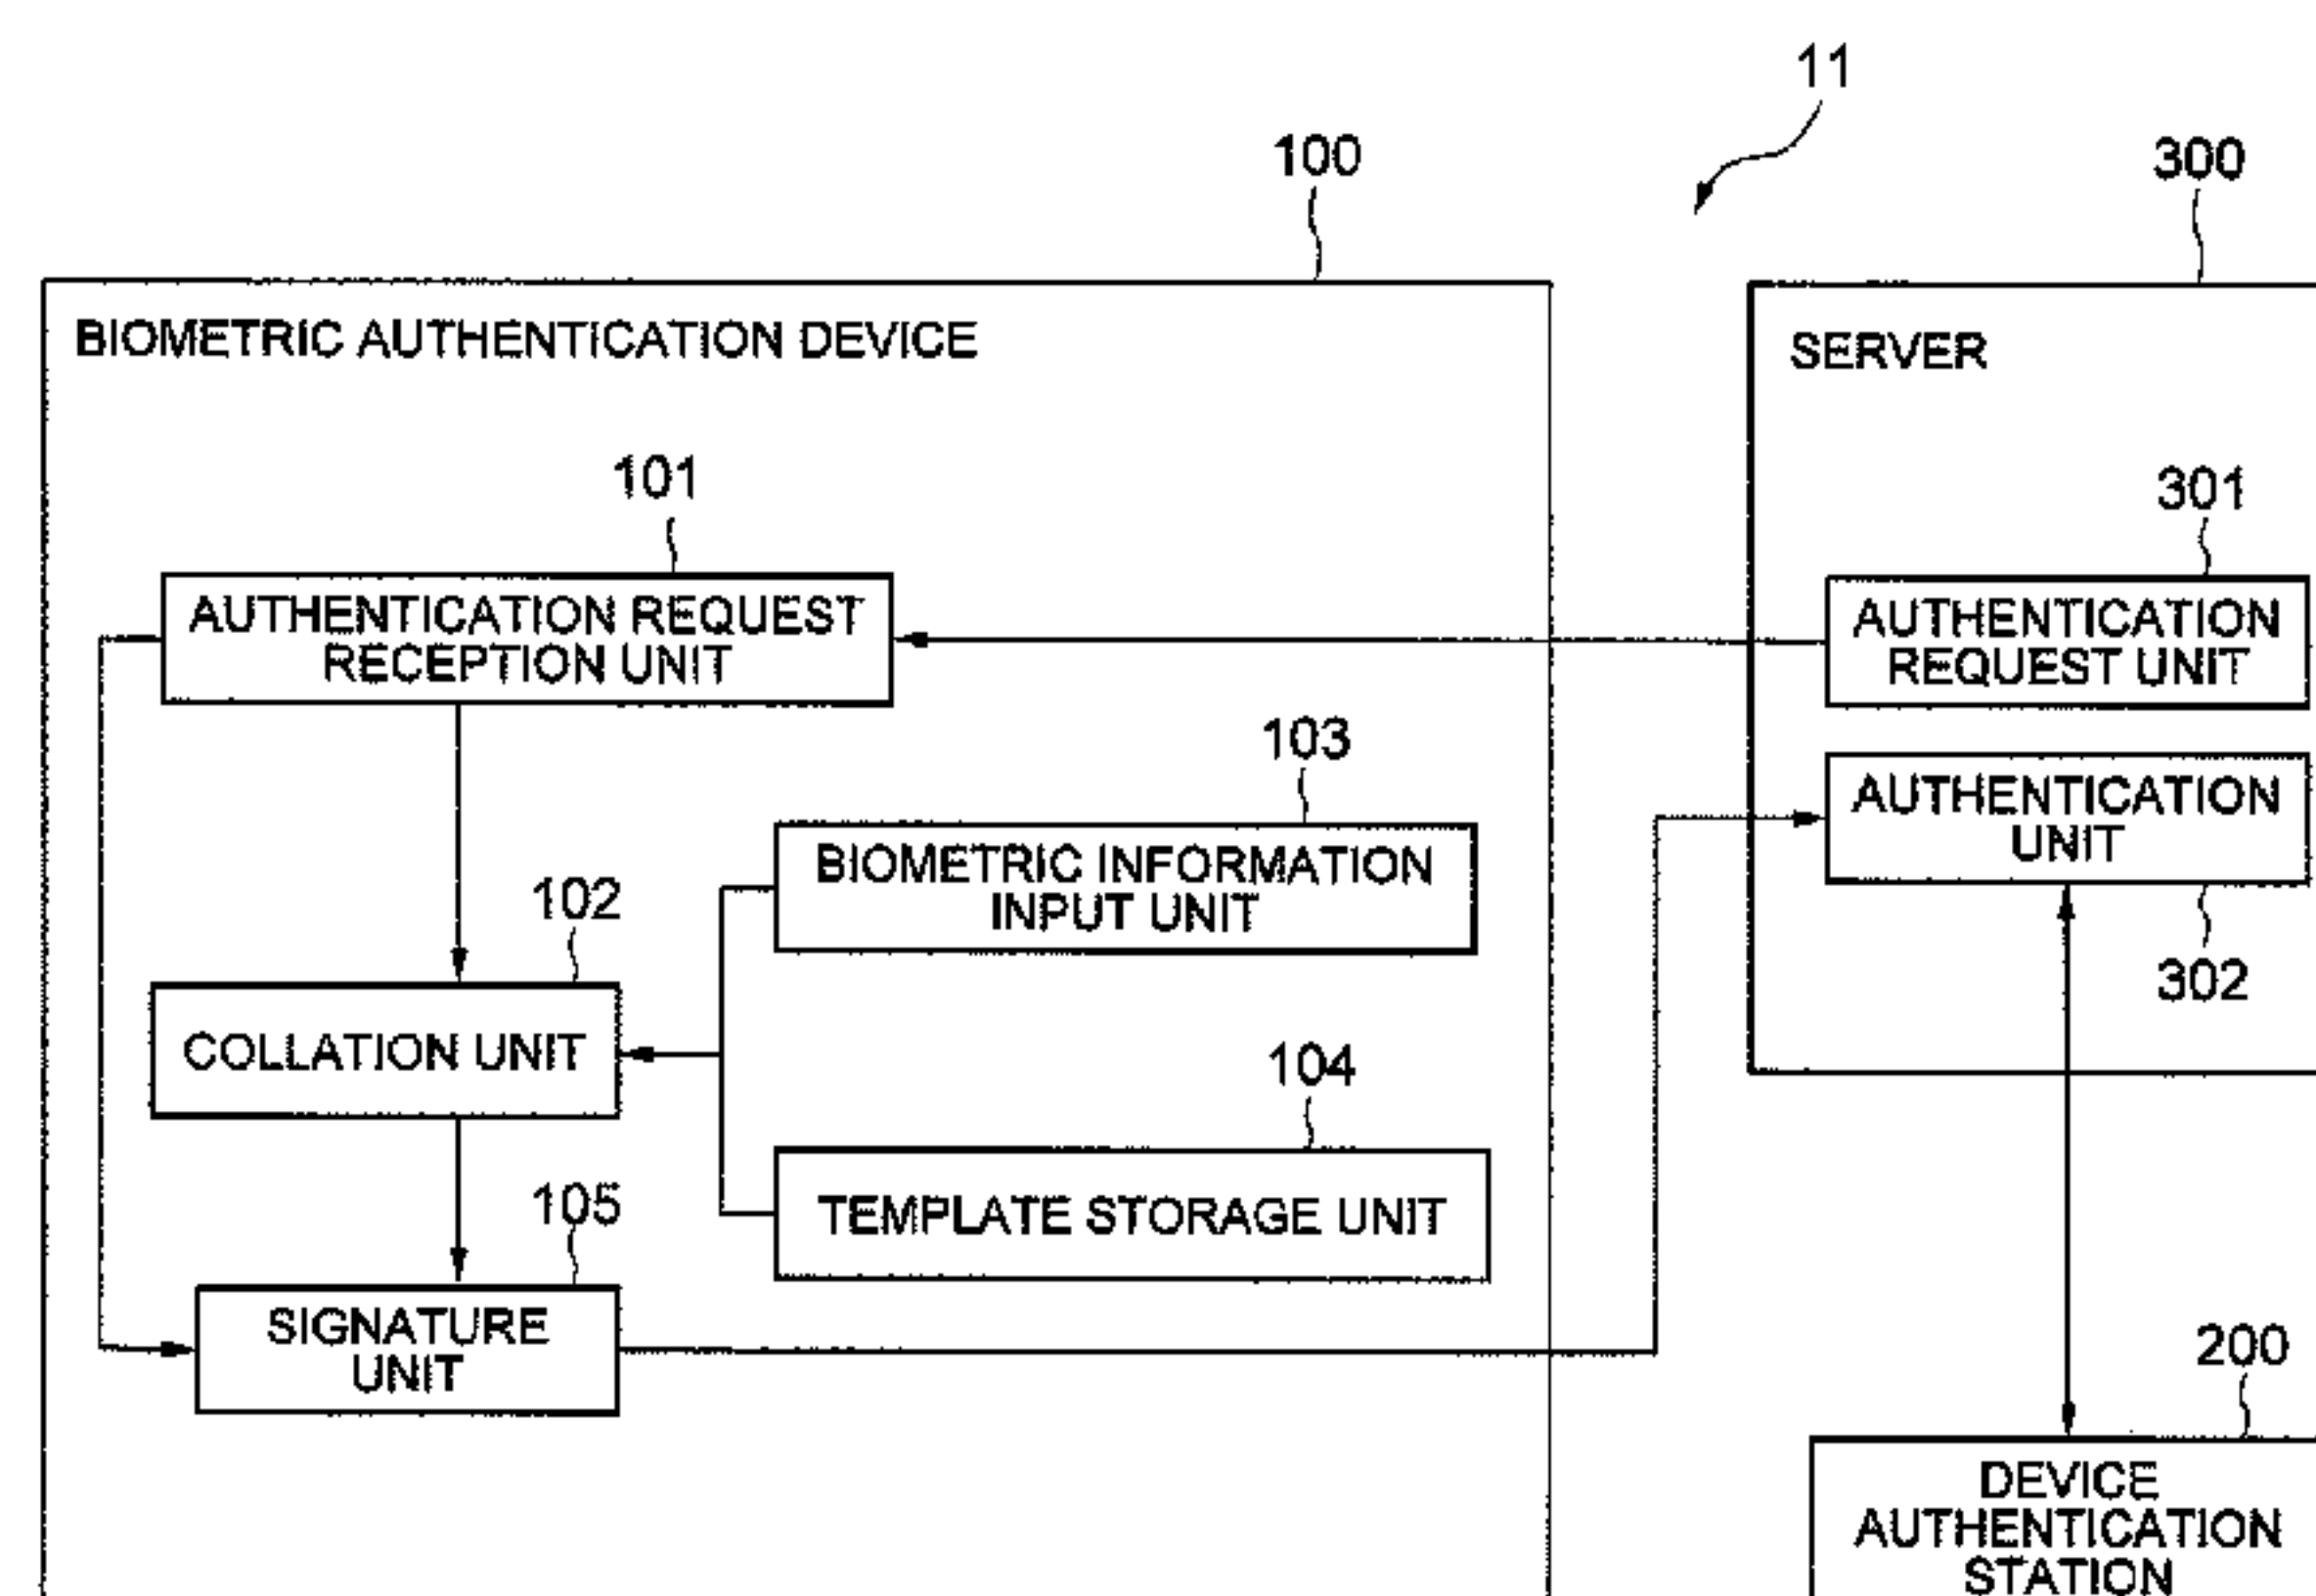 11
100
300
BIOMETRIC AUTHENTICATION DEVICE
SERVER
101
301
AUTHENTICATION REQUEST
RECEPTION UNIT
AUTHENTICATION
REQUEST UNIT
103
AUTHENTICATION
UNIT
BIOMETRIC INFORMATION
INPUT UNIT
102
302
COLLATION UNIT
104
105
TEMPLATE STORAGE UNIT
SIGNATURE
UNIT
200
DEVICE
AUTHENTICATION
STATION